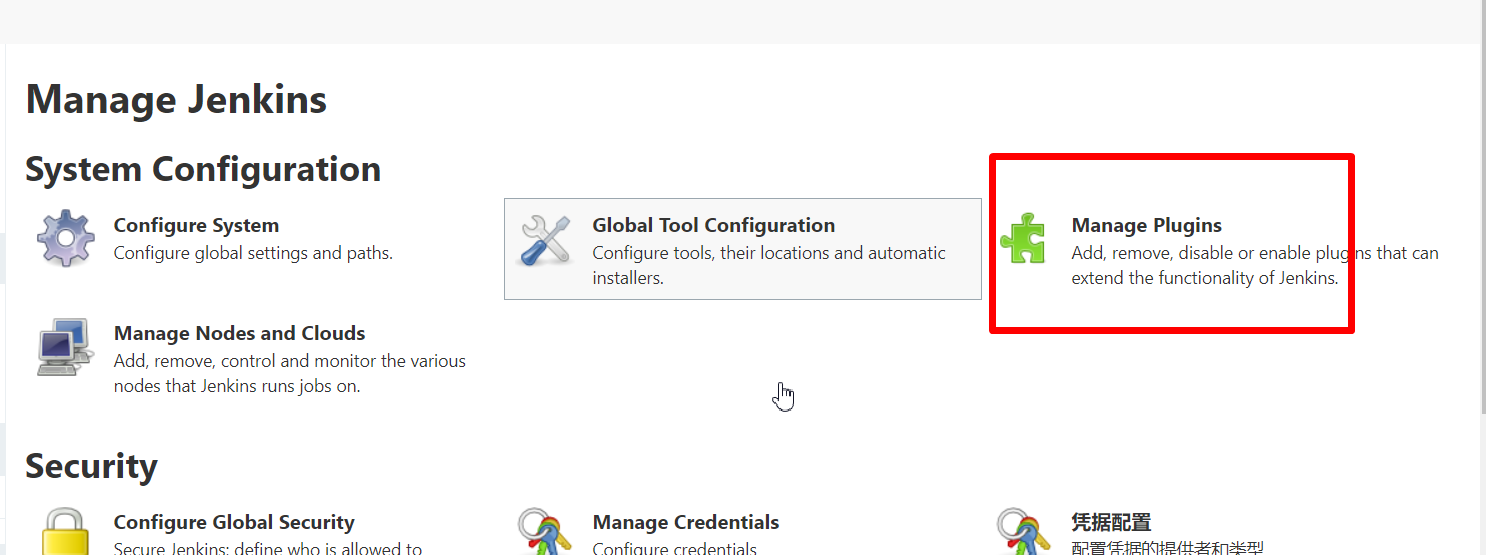 Manage Jenkins
System Configuration
Configure System
Configure global settings and paths.
Global Tool Configuration
Configure tools, their locations and automatic
installers.
Manage Plugins
Add, remove, disable or enable plugins that can
extend the functionality of Jenkins.
Manage Nodes and Clouds
Add, remove, control and monitor the various
nodes that Jenkins runs jobs on.
Security
Configure Global Security
Secure Jenkins; define who is allowed to
Manage Credentials
Configure credentials
凭据配置
配置凭据的提供者和类型